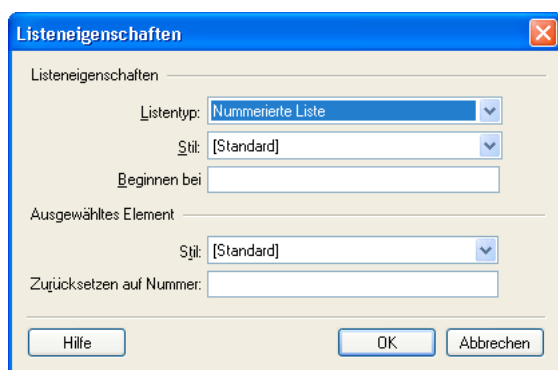 Listeneigenschaften
Listeneigenschaften
Listentyp: Nummerierte Liste
Stil: [Standard]
Beginnen bei
Ausgewähltes Element
Stil: [Standard]
Zurücksetzen auf Nummer:
Hilfe OK Abbrechen